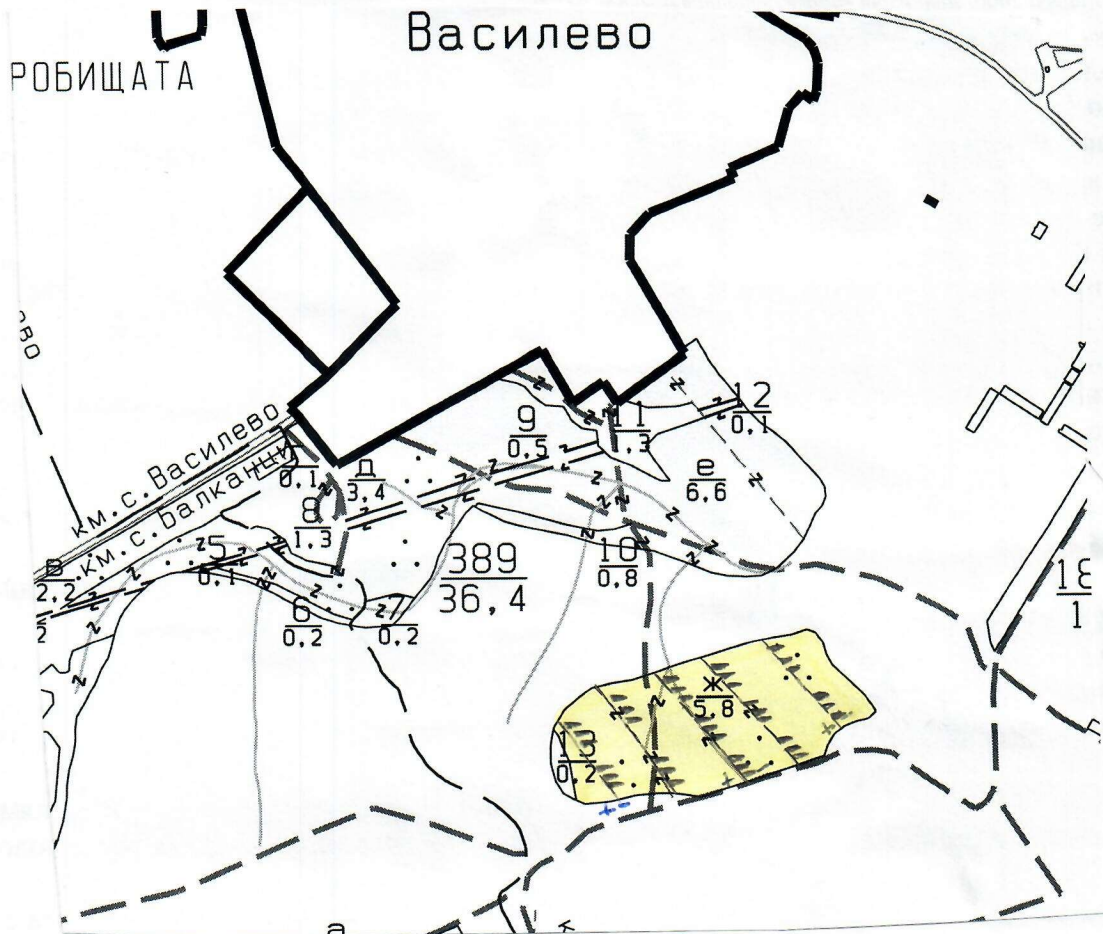 Василево
РОБИЩАТА
ево
км.с.Василево
км.с.Балканци
12
0,1
9
0,5
11
1,3
0,1
д
3,4
е
6,6
8
1,3
5
0,1
389
36,4
10
0,8
в
2,2
2
6
0,2
0,2
18
1
ж
5,8
13
0,2
а
к